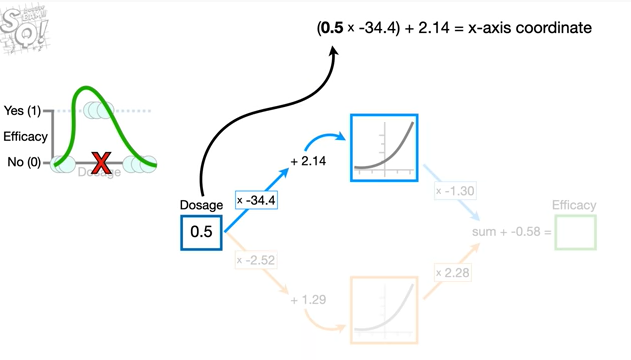 StatQuest!
(0.5 x -34.4) + 2.14 = x-axis coordinate
Yes (1)
Efficacy
No (0)
Dosage
+ 2.14
x -34.4
x -1.30
Dosage
0.5
Efficacy
sum + -0.58 =
x -2.52
x 2.28
+ 1.29